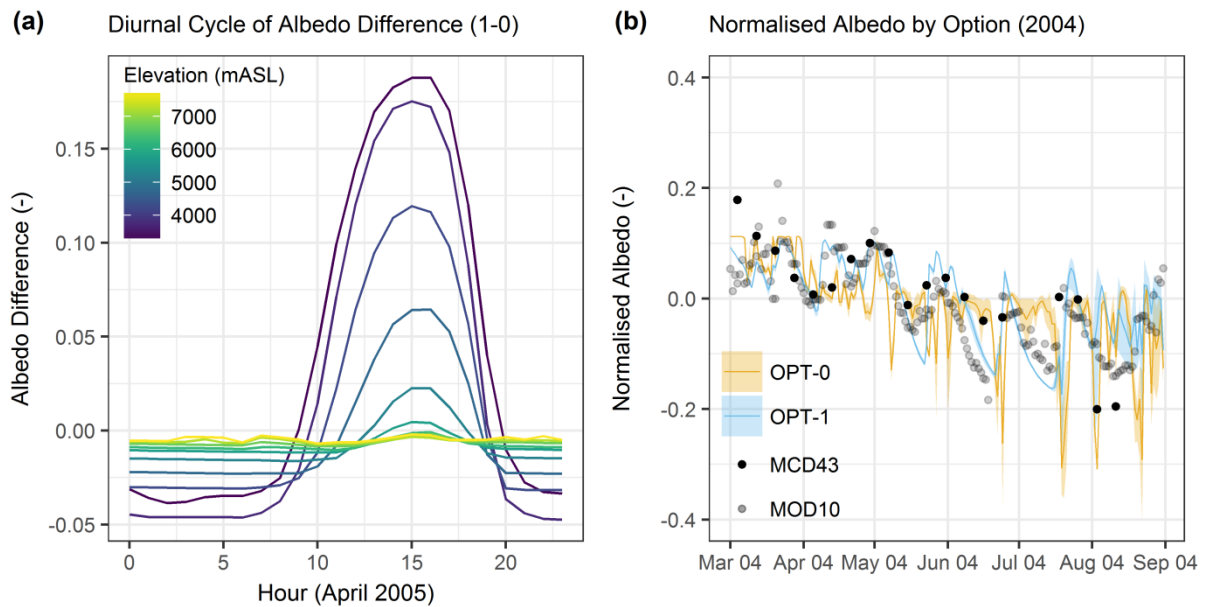 (a) Diurnal Cycle of Albedo Difference (1-0)
Elevation (mASL)
7000
6000
5000
4000
Albedo Difference (-)
0.15
0.10
0.05
0.00
-0.05
0 5 10 15 20
Hour (April 2005)
(b) Normalised Albedo by Option (2004)
Normalised Albedo (-)
0.4
0.2
0.0
-0.2
-0.4
OPT-0
OPT-1
MCD43
MOD10
Mar 04 Apr 04 May 04 Jun 04 Jul 04 Aug 04 Sep 04